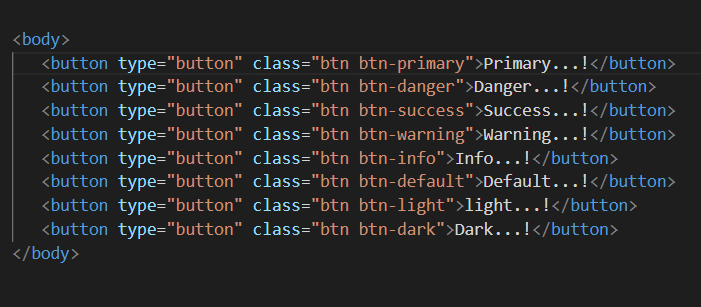 <body>
<button type="button" class="btn btn-primary">Primary...!</button>
<button type="button" class="btn btn-danger">Danger...!</button>
<button type="button" class="btn btn-success">Success...!</button>
<button type="button" class="btn btn-warning">Warning...!</button>
<button type="button" class="btn btn-info">Info...!</button>
<button type="button" class="btn btn-default">Default...!</button>
<button type="button" class="btn btn-light">light...!</button>
<button type="button" class="btn btn-dark">Dark...!</button>
</body>